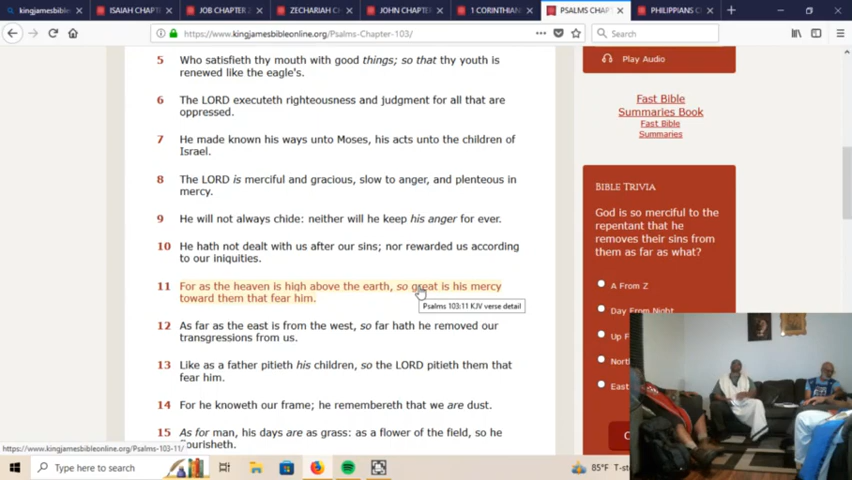 kingjamesbible
ISAIAH CHAPT
JOB CHAPTER
ZECHARIAH CH
JOHN CHAPTE
1 CORINTHIAN
PSALMS CHAP
PHILIPPIANS C
https://www.kingjamesbibleonline.org/Psalms-Chapter-103/
Search
5 Who satisfieth thy mouth with good things; so that thy youth is
renewed like the eagle's.
6 The LORD executeth righteousness and judgment for all that are
oppressed.
7 He made known his ways unto Moses, his acts unto the children of
Israel.
8 The LORD is merciful and gracious, slow to anger, and plenteous in
mercy.
9 He will not always chide: neither will he keep his anger for ever.
10 He hath not dealt with us after our sins; nor rewarded us according
to our iniquities.
11 For as the heaven is high above the earth, so great is his mercy
toward them that fear him.
Psalms 103:11 KJV verse detail
12 As far as the east is from the west, so far hath he removed our
transgressions from us.
13 Like as a father pitieth his children, so the LORD pitieth them that
fear him.
14 For he knoweth our frame; he remembereth that we are dust.
15 As for man, his days are as grass: as a flower of the field, so he
flourisheth.
Play Audio
Fast Bible
Summaries Book
Fast Bible
Summaries
BIBLE TRIVIA
God is so merciful to the
repentant that he
removes their sins from
them as far as what?
A From Z
Day From Night
Up F
North
East
https://www.kingjamesbibleonline.org/Psalms-103-11/
Type here to search
85°F T-st